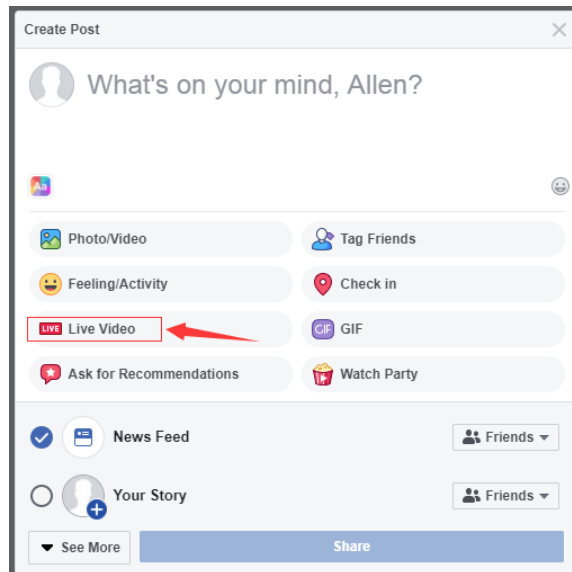 Create Post
What's on your mind, Allen?
Aa
Photo/Video
Tag Friends
Feeling/Activity
Check in
LIVE Live Video
GIF GIF
Ask for Recommendations
Watch Party
News Feed
Friends
Your Story
Friends
See More
Share